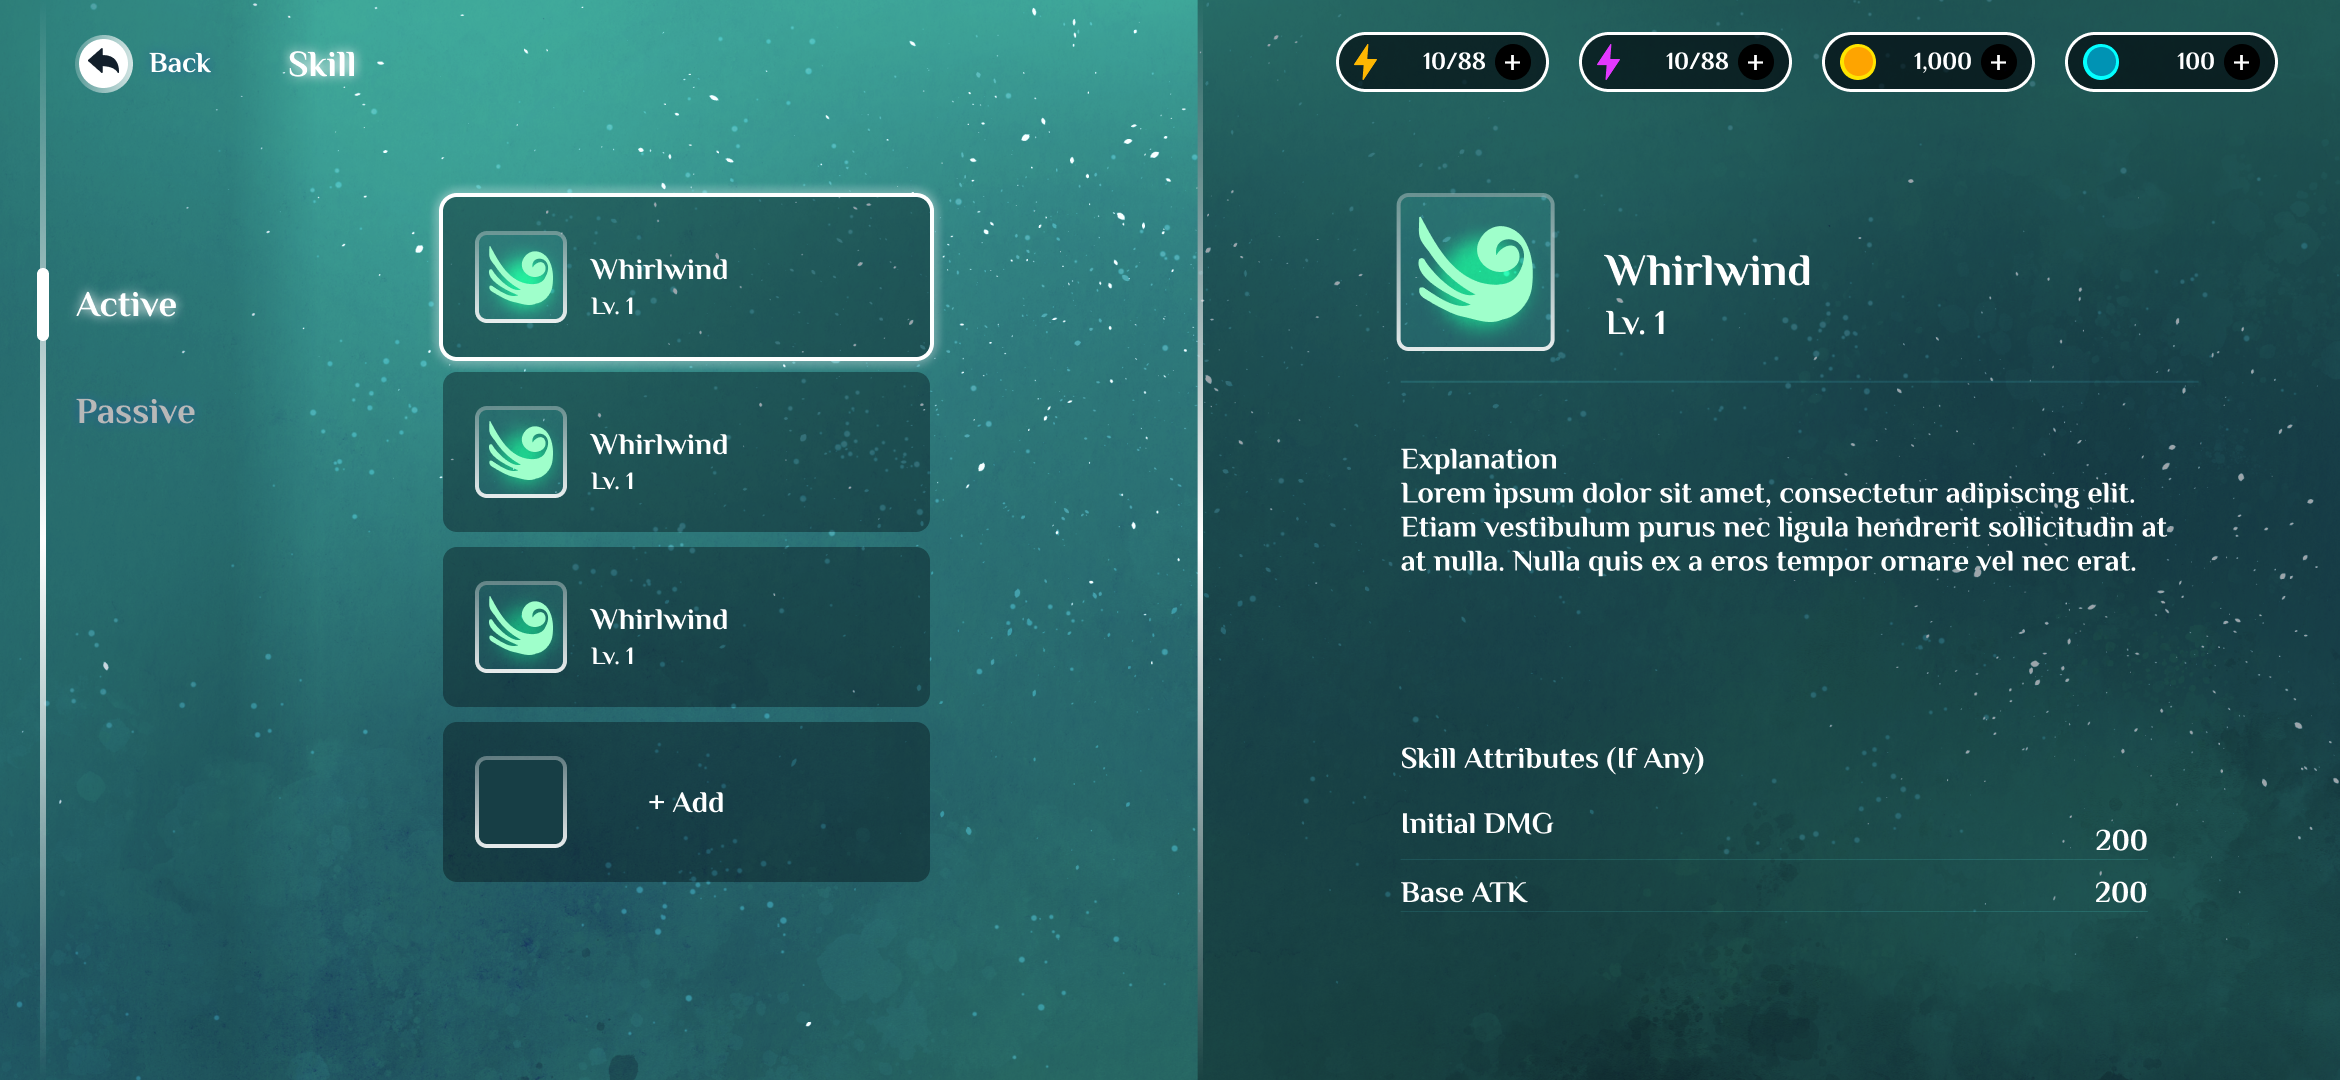 Back
Skill
10/88 +
10/88 +
1,000 +
100 +
Active
Passive
Whirlwind
Lv. 1
Whirlwind
Lv. 1
Whirlwind
Lv. 1
+ Add
Whirlwind
Lv. 1
Explanation
Lorem ipsum dolor sit amet, consectetur adipiscing elit.
Etiam vestibulum purus nec ligula hendrerit sollicitudin at
at nulla. Nulla quis ex a eros tempor ornare vel nec erat.
Skill Attributes (If Any)
Initial DMG
200
Base ATK
200